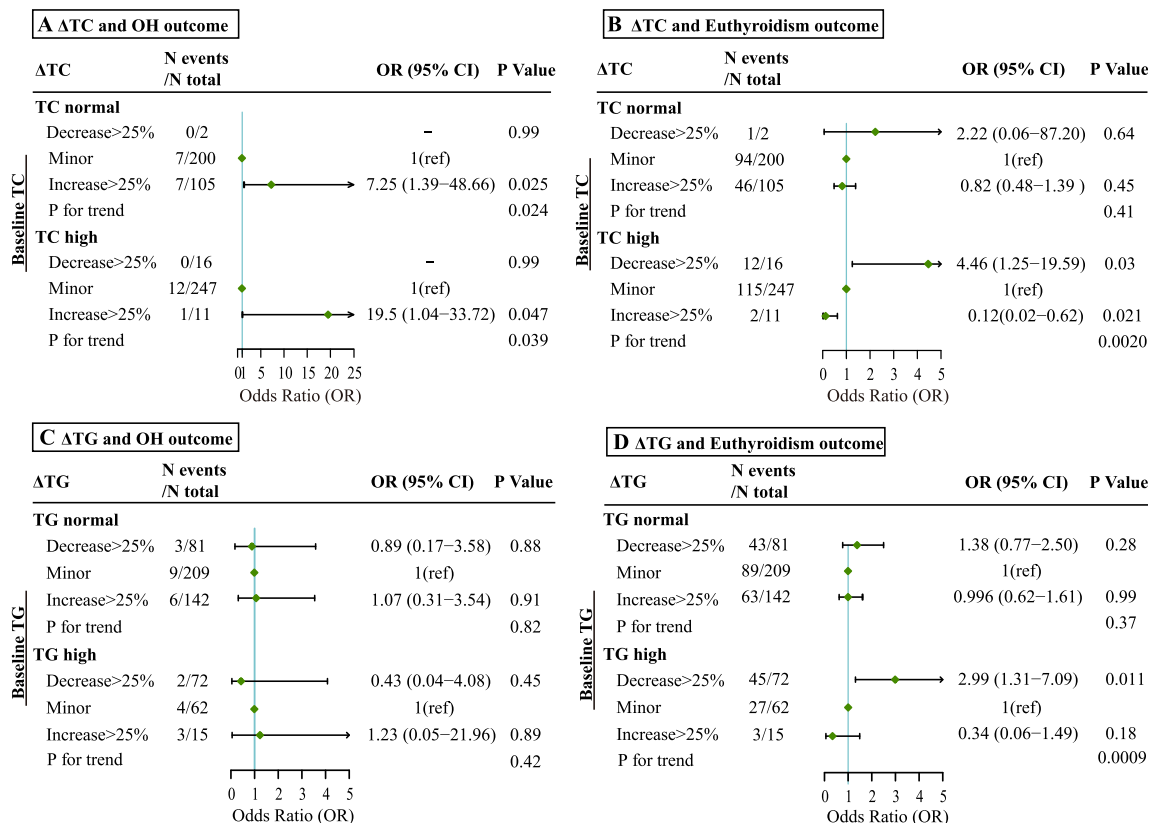 A ΔTC and OH outcome
ΔTC N events /N total OR (95% CI) P Value
Baseline TC
TC normal
Decrease>25% 0/2 − 0.99
Minor 7/200 1(ref)
Increase>25% 7/105 7.25 (1.39−48.66) 0.025
P for trend 0.024
TC high
Decrease>25% 0/16 − 0.99
Minor 12/247 1(ref)
Increase>25% 1/11 19.5 (1.04−33.72) 0.047
P for trend 0.039
0 1 5 10 15 20 25
Odds Ratio (OR)
B ΔTC and Euthyroidism outcome
ΔTC N events /N total OR (95% CI) P Value
Baseline TC
TC normal
Decrease>25% 1/2 2.22 (0.06−87.20) 0.64
Minor 94/200 1(ref)
Increase>25% 46/105 0.82 (0.48−1.39 ) 0.45
P for trend 0.41
TC high
Decrease>25% 12/16 4.46 (1.25−19.59) 0.03
Minor 115/247 1(ref)
Increase>25% 2/11 0.12(0.02−0.62) 0.021
P for trend 0.0020
0 1 2 3 4 5
Odds Ratio (OR)
C ΔTG and OH outcome
ΔTG N events /N total OR (95% CI) P Value
Baseline TG
TG normal
Decrease>25% 3/81 0.89 (0.17−3.58) 0.88
Minor 9/209 1(ref)
Increase>25% 6/142 1.07 (0.31−3.54) 0.91
P for trend 0.82
TG high
Decrease>25% 2/72 0.43 (0.04−4.08) 0.45
Minor 4/62 1(ref)
Increase>25% 3/15 1.23 (0.05−21.96) 0.89
P for trend 0.42
0 1 2 3 4 5
Odds Ratio (OR)
D ΔTG and Euthyroidism outcome
ΔTG N events /N total OR (95% CI) P Value
Baseline TG
TG normal
Decrease>25% 43/81 1.38 (0.77−2.50) 0.28
Minor 89/209 1(ref)
Increase>25% 63/142 0.996 (0.62−1.61) 0.99
P for trend 0.37
TG high
Decrease>25% 45/72 2.99 (1.31−7.09) 0.011
Minor 27/62 1(ref)
Increase>25% 3/15 0.34 (0.06−1.49) 0.18
P for trend 0.0009
0 1 2 3 4 5
Odds Ratio (OR)